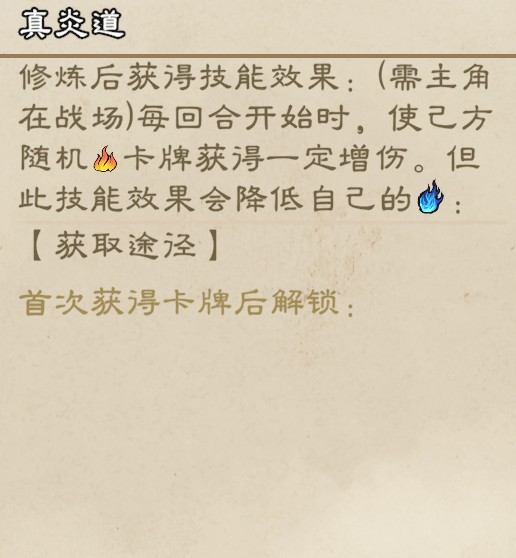 真炎道
修炼后获得技能效果：(需主角
在战场)每回合开始时，使己方
随机🔥卡牌获得一定增伤。但
此技能效果会降低自己的：
【获取途径】
首次获得卡牌后解锁：